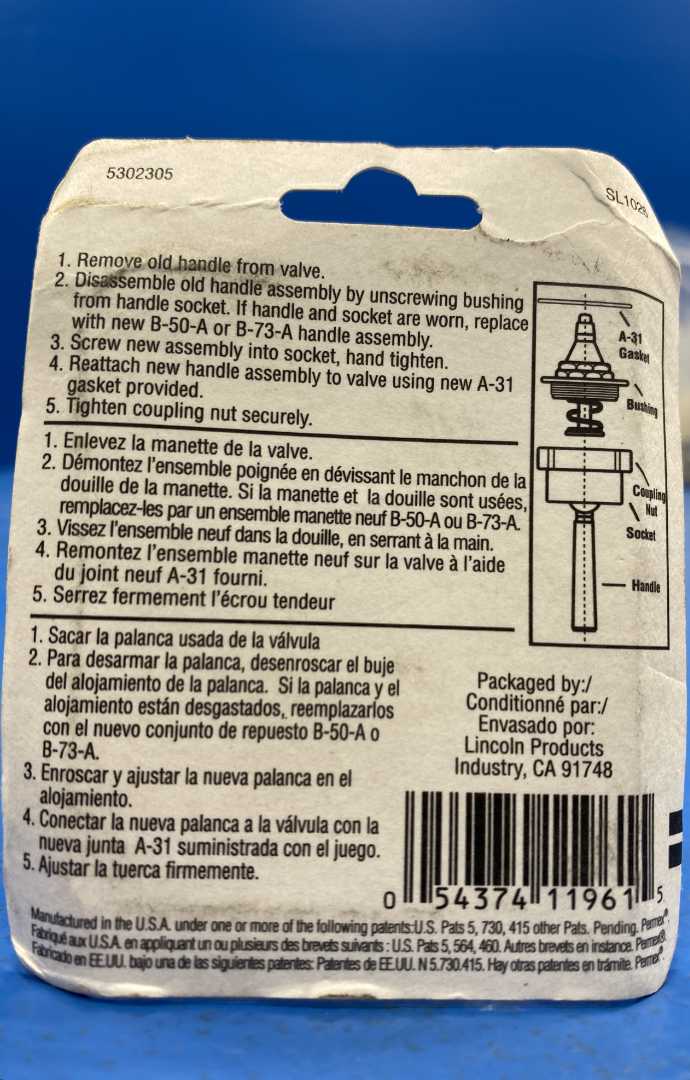 5302305
SL1028
1. Remove old handle from valve.
2. Disassemble old handle assembly by unscrewing bushing
from handle socket. If handle and socket are worn, replace
with new B-50-A or B-73-A handle assembly.
3. Screw new assembly into socket, hand tighten.
4. Reattach new handle assembly to valve using new A-31
gasket provided.
5. Tighten coupling nut securely.
A-31
Gasket
Bushing
Coupling
Nut
Socket
Handle
1. Enlevez la manette de la valve.
2. Démontez l'ensemble poignée en dévissant le manchon de la
douille de la manette. Si la manette et la douille sont usées,
remplacez-les par un ensemble manette neuf B-50-A ou B-73-A.
3. Vissez l'ensemble neuf dans la douille, en serrant à la main.
4. Remontez l'ensemble manette neuf sur la valve à l'aide
du joint neuf A-31 fourni.
5. Serrez fermement l'écrou tendeur
1. Sacar la palanca usada de la válvula
2. Para desarmar la palanca, desenroscar el buje
del alojamiento de la palanca. Si la palanca y el
alojamiento están desgastados, reemplazarlos
con el nuevo conjunto de repuesto B-50-A o
B-73-A.
3. Enroscar y ajustar la nueva palanca en el
alojamiento.
4. Conectar la nueva palanca a la válvula con la
nueva junta A-31 suministrada con el juego.
5. Ajustar la tuerca firmemente.
Packaged by:/
Conditionné par:/
Envasado por:
Lincoln Products
Industry, CA 91748
0 54374 11961 5
Manufactured in the U.S.A. under one or more of the following patents:U.S. Pats 5, 730, 415 other Pats. Pending. Permex®.
Fabriqué aux U.S.A. en appliquant un ou plusieurs des brevets suivants : U.S. Pats 5, 564, 460. Autres brevets en instance. Permex®.
Fabricado en EE.UU. bajo una de las siguientes patentes: Patentes de EE.UU. N 5.730.415. Hay otras patentes en trámite. Permex®.